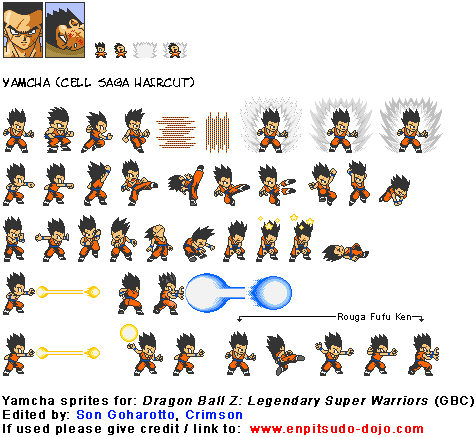 YAMCHA (CELL SAGA HAIRCUT)
Rouga Fufu Ken
Yamcha sprites for: Dragon Ball Z: Legendary Super Warriors (GBC)
Edited by: Son Goharotto, Crimson
If used please give credit / link to: www.enpitsudo-dojo.com